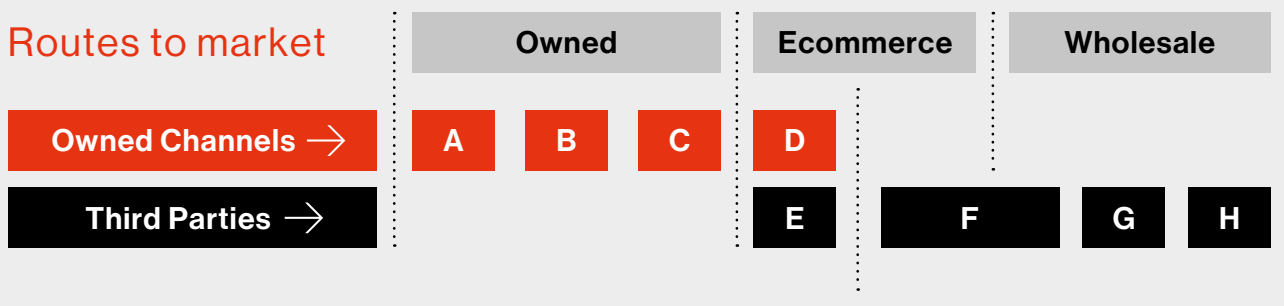 Routes to market
Owned
Ecommerce
Wholesale
Owned Channels →
A
B
C
D
Third Parties →
E
F
G
H